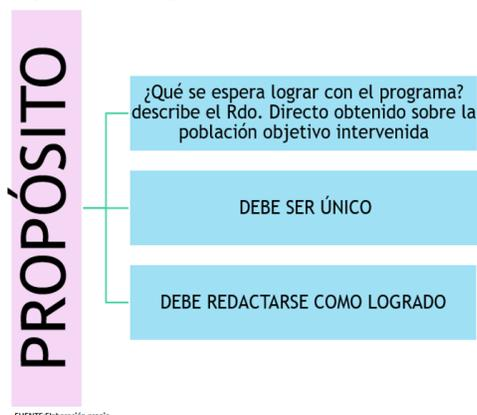 PROPÓSITO
¿Qué se espera lograr con el programa?
describe el Rdo. Directo obtenido sobre la
población objetivo intervenida
DEBE SER ÚNICO
DEBE REDACTARSE COMO LOGRADO